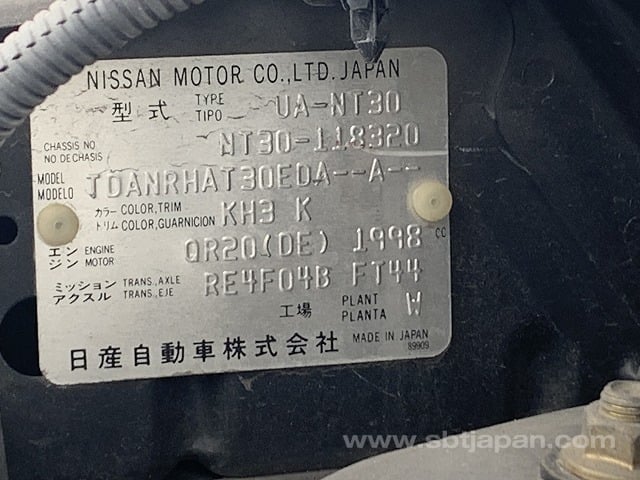 NISSAN MOTOR CO.,LTD. JAPAN
型式 TYPE TIPO UA-NT30
CHASSIS NO NO DE CHASIS NT30-118320
MODEL MODELO TDANRHAT30EDA--A--
カラー COLOR,TRIM トリム COLOR,GUARNICION KH3 K
エンジン ENGINE MOTOR QR20(DE) 1998 CC
ミッション アクスル TRANS.,AXLE TRANS.,EJE RE4F04B FT44
工場 PLANT PLANTA W
日産自動車株式会社 MADE IN JAPAN
89909
www.sbtjapan.com